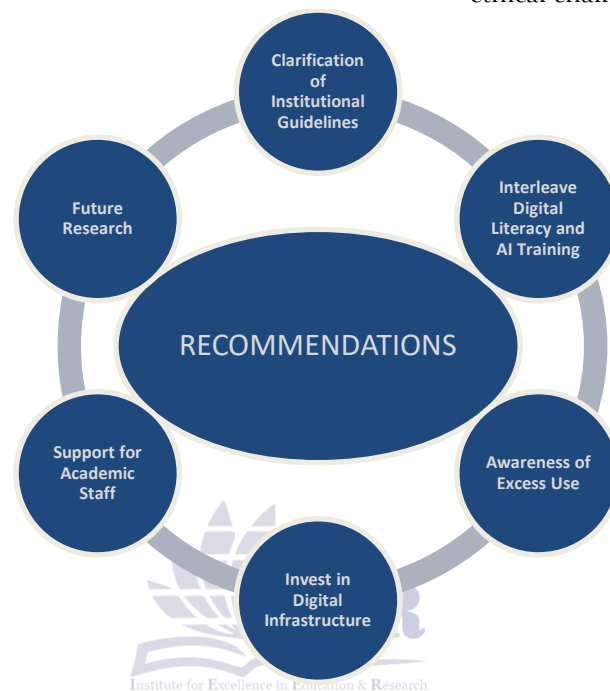 Clarification
of
Institutional
Guidelines
Interleave
Digital
Literacy and
AI Training
Future
Research
RECOMMENDATIONS
Support for
Academic
Staff
Awareness of
Excess Use
Invest in
Digital
Infrastructure
R
Institute for Excellence in Education & Research